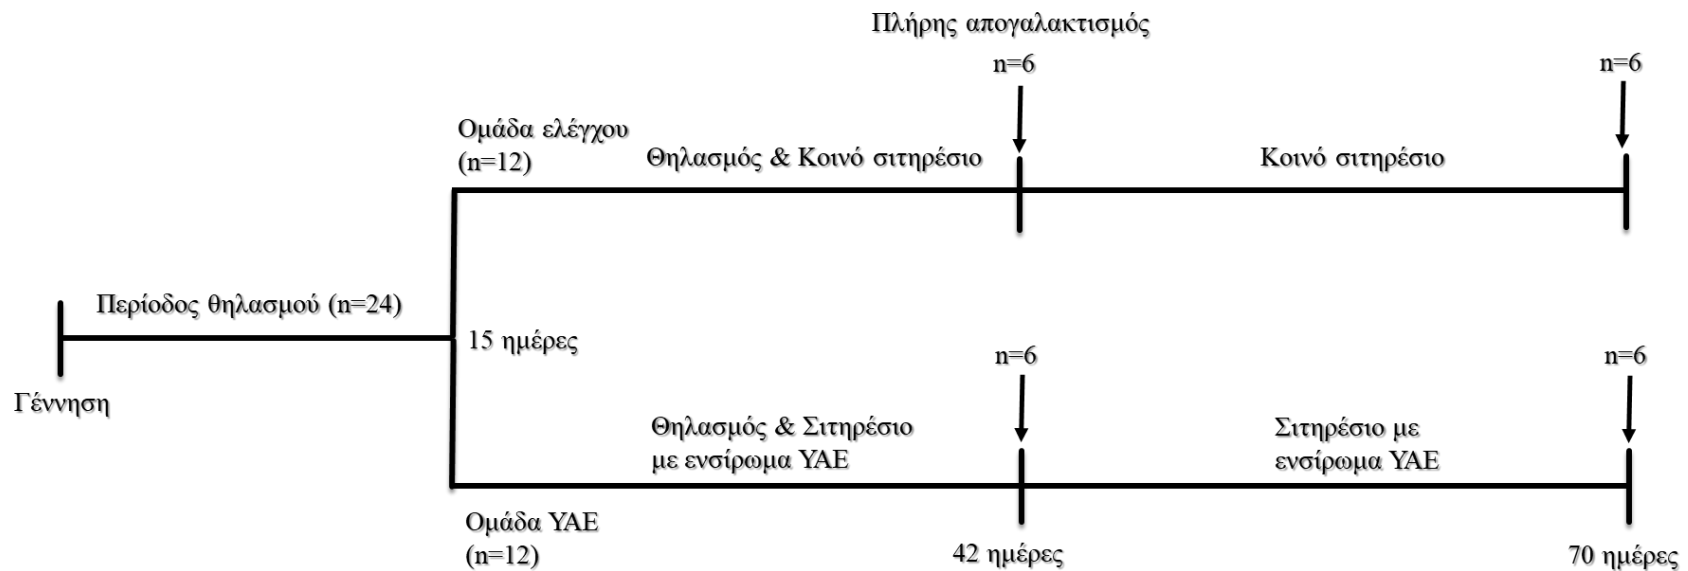 Πλήρης απογαλακτισμός
n=6
n=6
Ομάδα ελέγχου
(n=12)
Θηλασμός & Κοινό σιτηρέσιο
Κοινό σιτηρέσιο
Περίοδος θηλασμού (n=24)
15 ημέρες
Γέννηση
n=6
n=6
Θηλασμός & Σιτηρέσιο
με ενσίρωμα ΥΑΕ
Σιτηρέσιο με
ενσίρωμα ΥΑΕ
Ομάδα ΥΑΕ
(n=12)
42 ημέρες
70 ημέρες